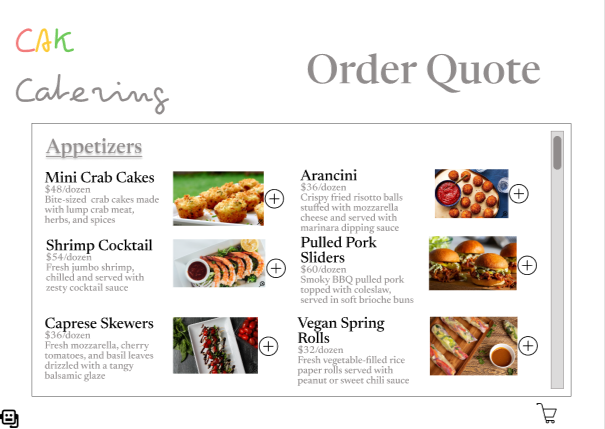 CAK
Catering
Order Quote
Appetizers
Mini Crab Cakes
$48/dozen
Bite-sized crab cakes made
with lump crab meat,
herbs, and spices
Shrimp Cocktail
$54/dozen
Fresh jumbo shrimp,
chilled and served with
zesty cocktail sauce
Caprese Skewers
$36/dozen
Fresh mozzarella, cherry
tomatoes, and basil leaves
drizzled with a tangy
balsamic glaze
Arancini
$36/dozen
Crispy fried risotto balls
stuffed with mozzarella
cheese and served with
marinara dipping sauce
Pulled Pork
Sliders
$60/dozen
Smoky BBQ pulled pork
topped with coleslaw,
served in soft brioche buns
Vegan Spring
Rolls
$32/dozen
Fresh vegetable-filled rice
paper rolls served with
peanut or sweet chili sauce